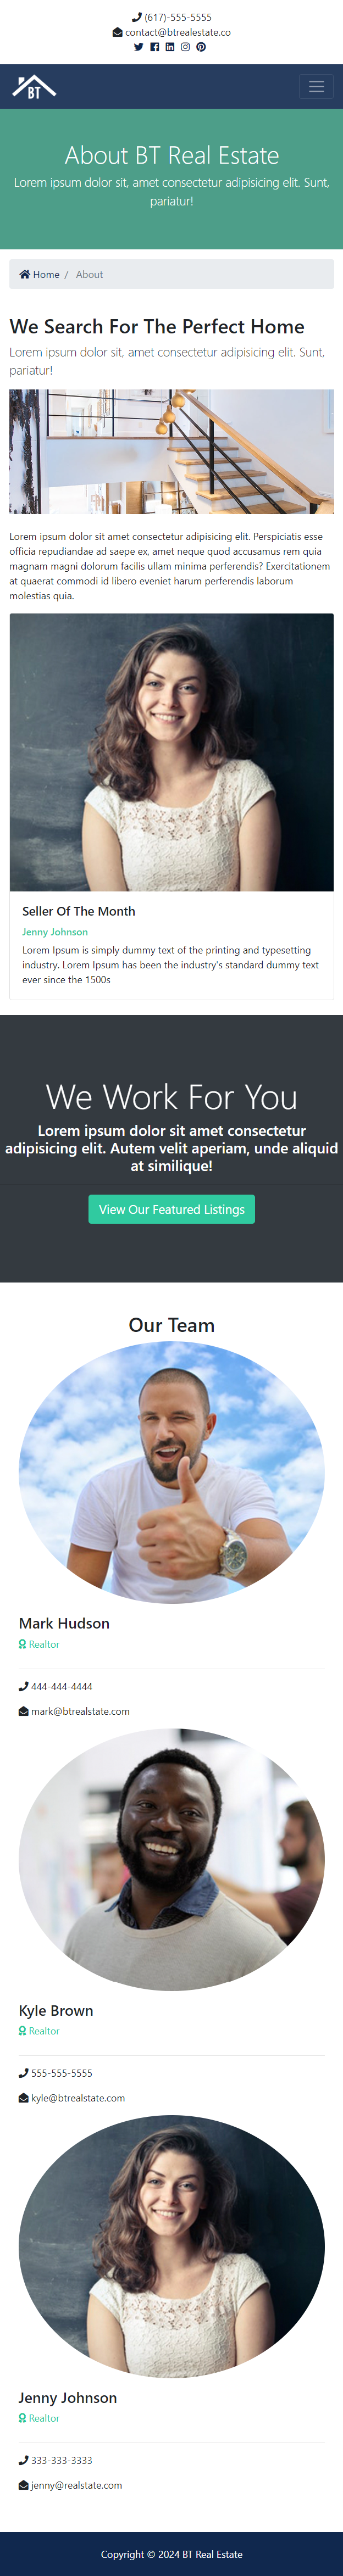 (617)-555-5555
contact@btrealestate.co
BT
About BT Real Estate
Lorem ipsum dolor sit, amet consectetur adipisicing elit. Sunt,
pariatur!
Home / About
We Search For The Perfect Home
Lorem ipsum dolor sit, amet consectetur adipisicing elit. Sunt,
pariatur!
Lorem ipsum dolor sit amet consectetur adipisicing elit. Perspiciatis esse
officia repudiandae ad saepe ex, amet neque quod accusamus rem quia
magnam magni dolorum facilis ullam minima perferendis? Exercitationem
at quaerat commodi id libero eveniet harum perferendis laborum
molestias quia.
Seller Of The Month
Jenny Johnson
Lorem Ipsum is simply dummy text of the printing and typesetting
industry. Lorem Ipsum has been the industry's standard dummy text
ever since the 1500s
We Work For You
Lorem ipsum dolor sit amet consectetur
adipisicing elit. Autem velit aperiam, unde aliquid
at similique!
View Our Featured Listings
Our Team
Mark Hudson
Realtor
444-444-4444
mark@btrealstate.com
Kyle Brown
Realtor
555-555-5555
kyle@btrealstate.com
Jenny Johnson
Realtor
333-333-3333
jenny@realstate.com
Copyright © 2024 BT Real Estate